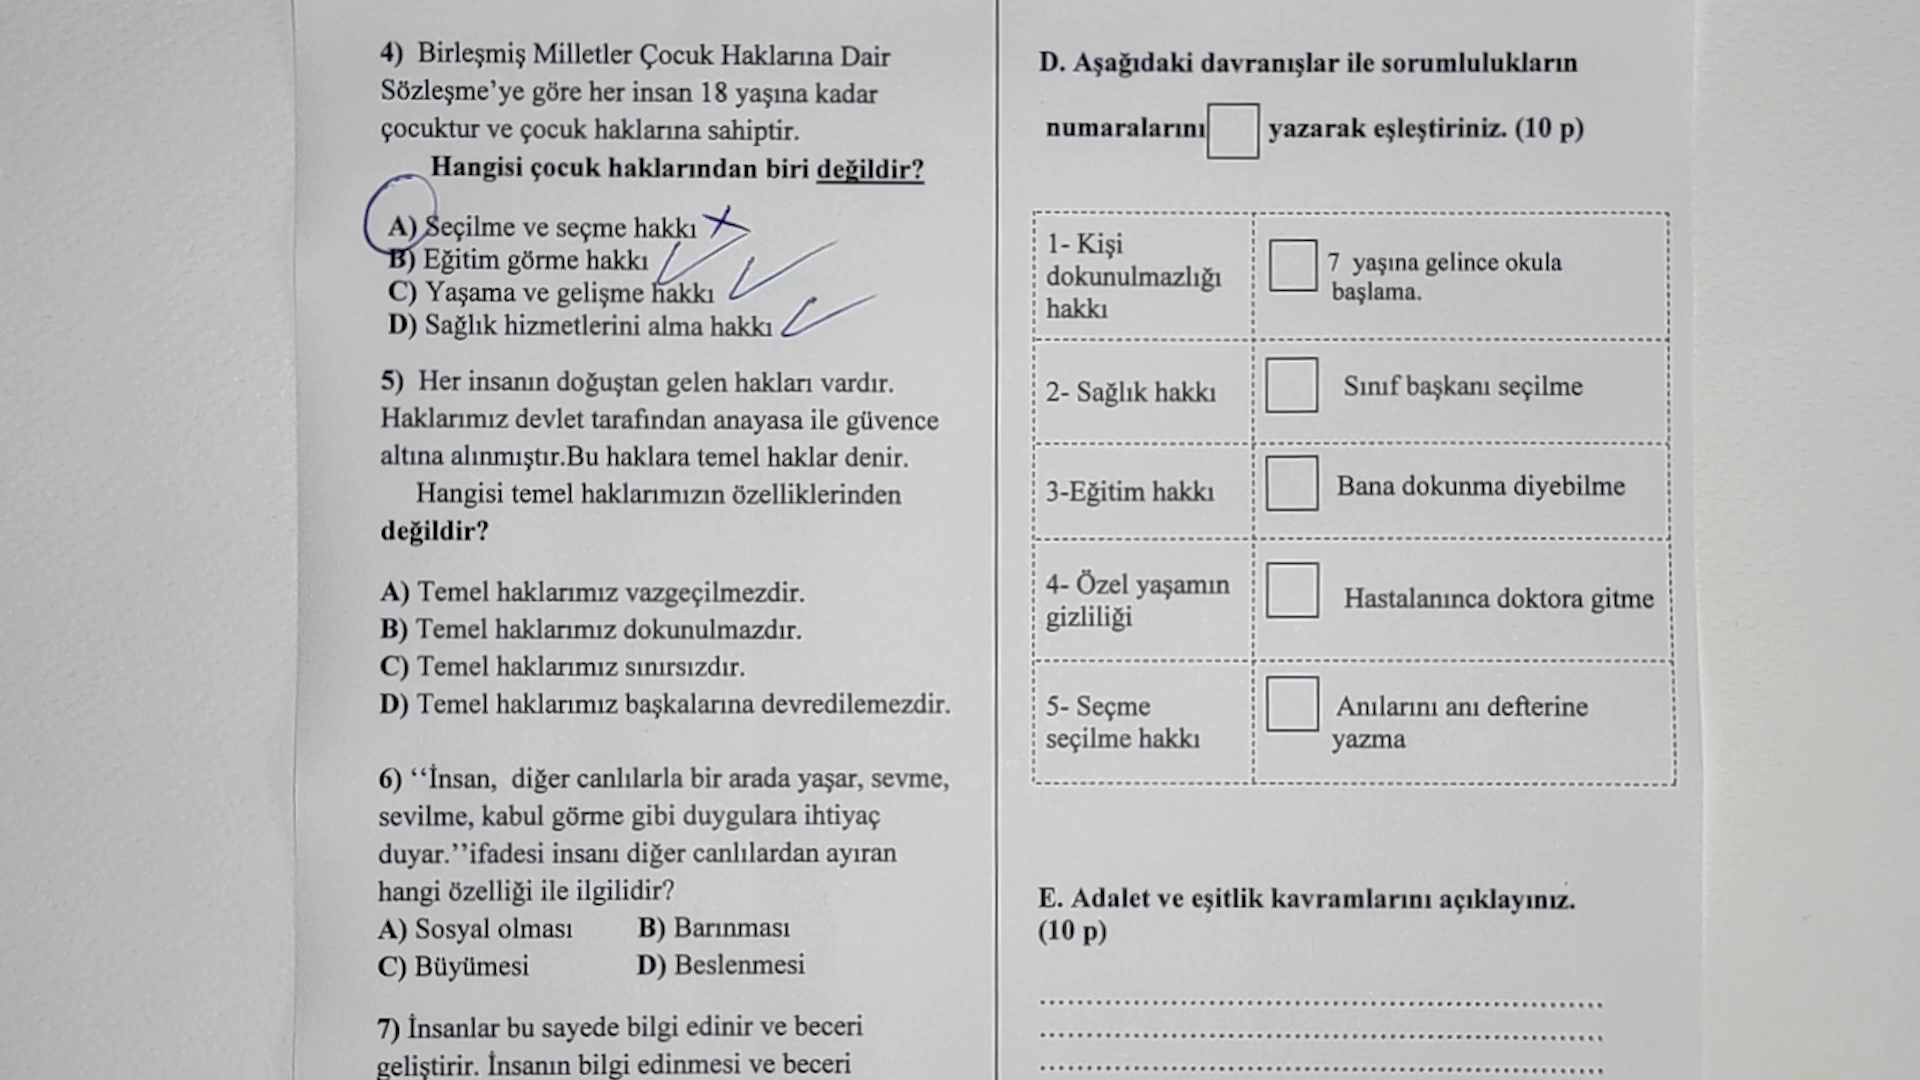 4) Birleşmiş Milletler Çocuk Haklarına Dair
Sözleşme’ye göre her insan 18 yaşına kadar
çocuktur ve çocuk haklarına sahiptir.
Hangisi çocuk haklarından biri değildir?
A) Seçilme ve seçme hakkı
B) Eğitim görme hakkı
C) Yaşama ve gelişme hakkı
D) Sağlık hizmetlerini alma hakkı
5) Her insanın doğuştan gelen hakları vardır.
Haklarımız devlet tarafından anayasa ile güvence
altına alınmıştır.Bu haklara temel haklar denir.
Hangisi temel haklarımızın özelliklerinden
değildir?
A) Temel haklarımız vazgeçilmezdir.
B) Temel haklarımız dokunulmazdır.
C) Temel haklarımız sınırsızdır.
D) Temel haklarımız başkalarına devredilemezdir.
6) ‘‘İnsan, diğer canlılarla bir arada yaşar, sevme,
sevilme, kabul görme gibi duygulara ihtiyaç
duyar.’’ifadesi insanı diğer canlılardan ayıran
hangi özelliği ile ilgilidir?
A) Sosyal olması B) Barınması
C) Büyümesi D) Beslenmesi
7) İnsanlar bu sayede bilgi edinir ve beceri
geliştirir. İnsanın bilgi edinmesi ve beceri
D. Aşağıdaki davranışlar ile sorumlulukların
numaralarını yazarak eşleştiriniz. (10 p)
1- Kişi
dokunulmazlığı
hakkı
7 yaşına gelince okula
başlama.
2- Sağlık hakkı
Sınıf başkanı seçilme
3-Eğitim hakkı
Bana dokunma diyebilme
4- Özel yaşamın
gizliliği
Hastalanınca doktora gitme
5- Seçme
seçilme hakkı
Anılarını anı defterine
yazma
E. Adalet ve eşitlik kavramlarını açıklayınız.
(10 p)